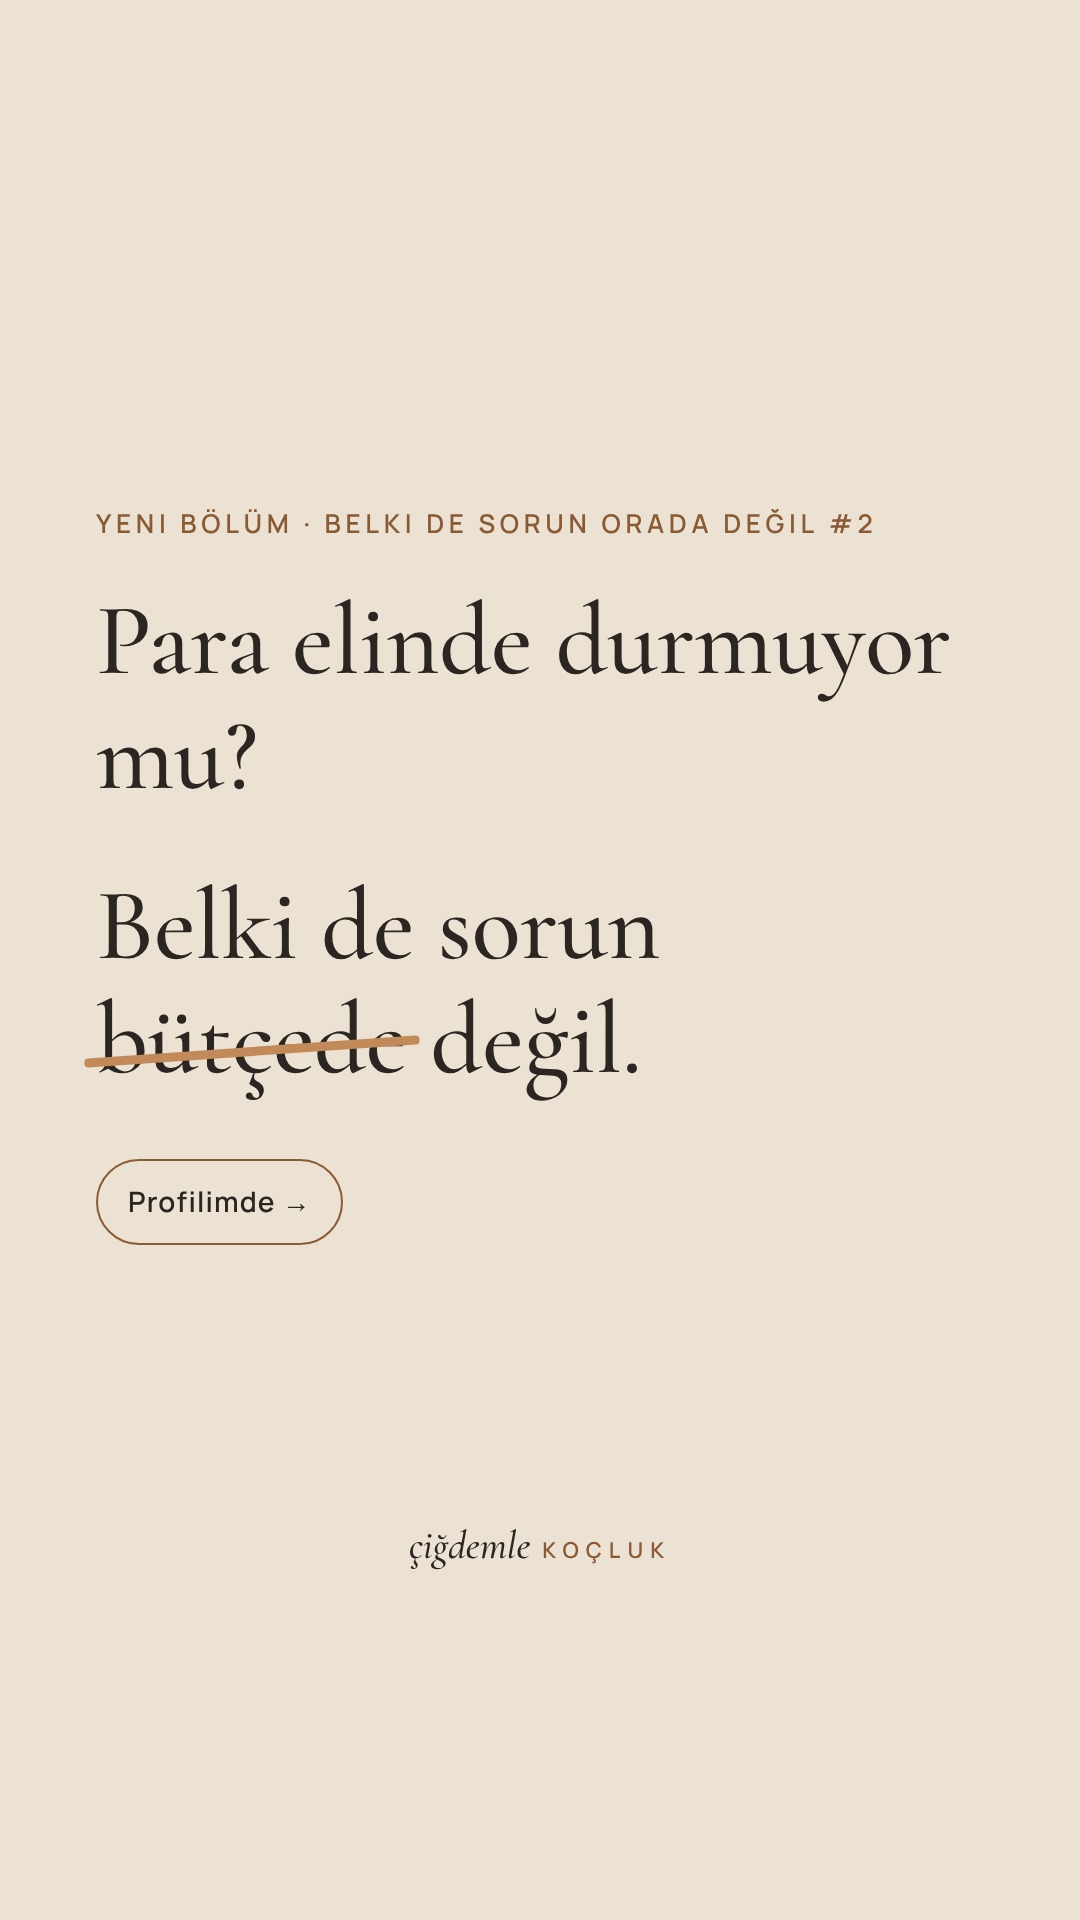 YENI BÖLÜM · BELKI DE SORUN ORADA DEĞIL #2
Para elinde durmuyor
mu?
Belki de sorun
bütçede değil.
Profilimde →
çiğdemle KOÇLUK